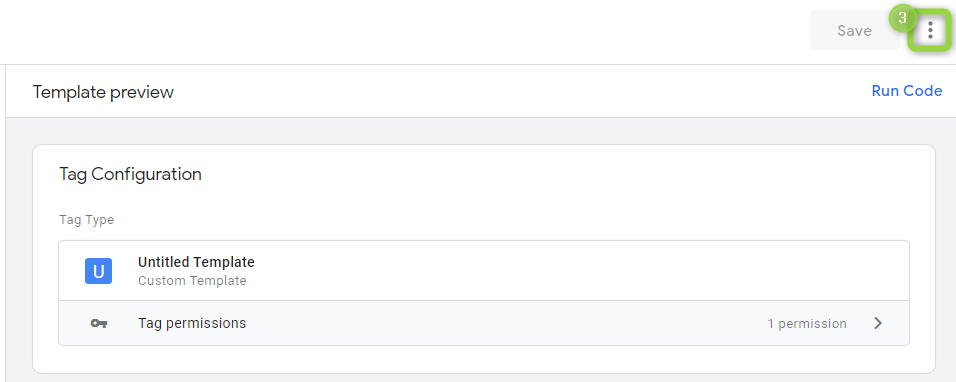 Save
3
Template preview
Run Code
Tag Configuration
Tag Type
U
Untitled Template
Custom Template
Tag permissions
1 permission